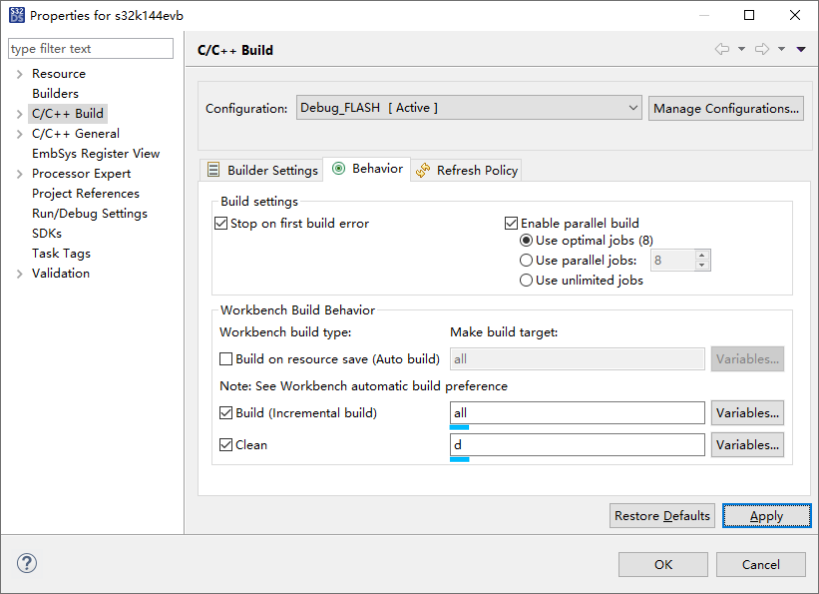 S32
DS
Properties for s32k144evb
type filter text
Resource
Builders
C/C++ Build
C/C++ General
EmbSys Register View
Processor Expert
Project References
Run/Debug Settings
SDKs
Task Tags
Validation
C/C++ Build
Configuration: Debug_FLASH [ Active ] Manage Configurations...
Builder Settings Behavior Refresh Policy
Build settings
Stop on first build error Enable parallel build
Use optimal jobs (8)
Use parallel jobs: 8
Use unlimited jobs
Workbench Build Behavior
Workbench build type: Make build target:
Build on resource save (Auto build) all Variables...
Note: See Workbench automatic build preference
Build (Incremental build) all Variables...
Clean d Variables...
Restore Defaults Apply
? OK Cancel